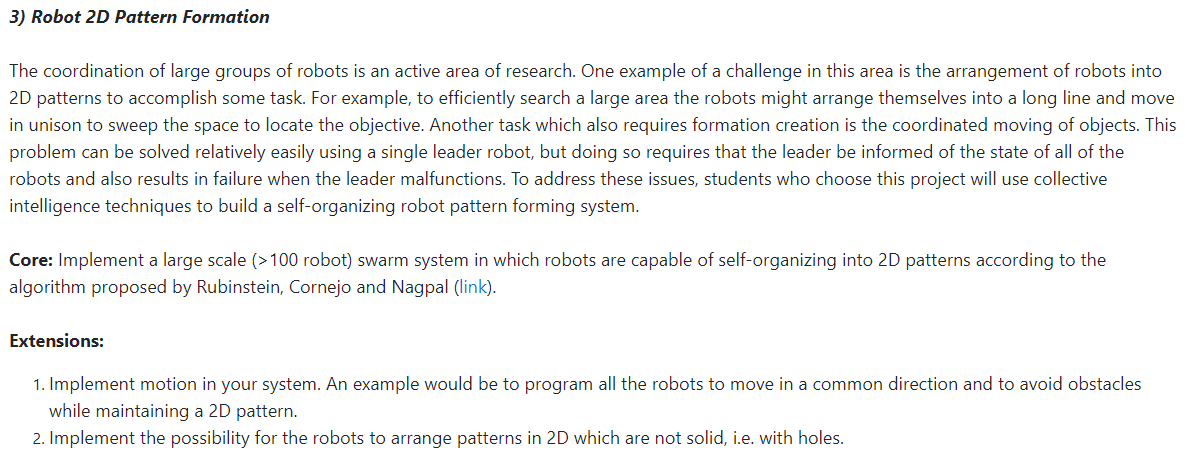 3) Robot 2D Pattern Formation
The coordination of large groups of robots is an active area of research. One example of a challenge in this area is the arrangement of robots into
2D patterns to accomplish some task. For example, to efficiently search a large area the robots might arrange themselves into a long line and move
in unison to sweep the space to locate the objective. Another task which also requires formation creation is the coordinated moving of objects. This
problem can be solved relatively easily using a single leader robot, but doing so requires that the leader be informed of the state of all of the
robots and also results in failure when the leader malfunctions. To address these issues, students who choose this project will use collective
intelligence techniques to build a self-organizing robot pattern forming system.
Core: Implement a large scale (>100 robot) swarm system in which robots are capable of self-organizing into 2D patterns according to the
algorithm proposed by Rubinstein, Cornejo and Nagpal (link).
Extensions:
1. Implement motion in your system. An example would be to program all the robots to move in a common direction and to avoid obstacles
while maintaining a 2D pattern.
2. Implement the possibility for the robots to arrange patterns in 2D which are not solid, i.e. with holes.